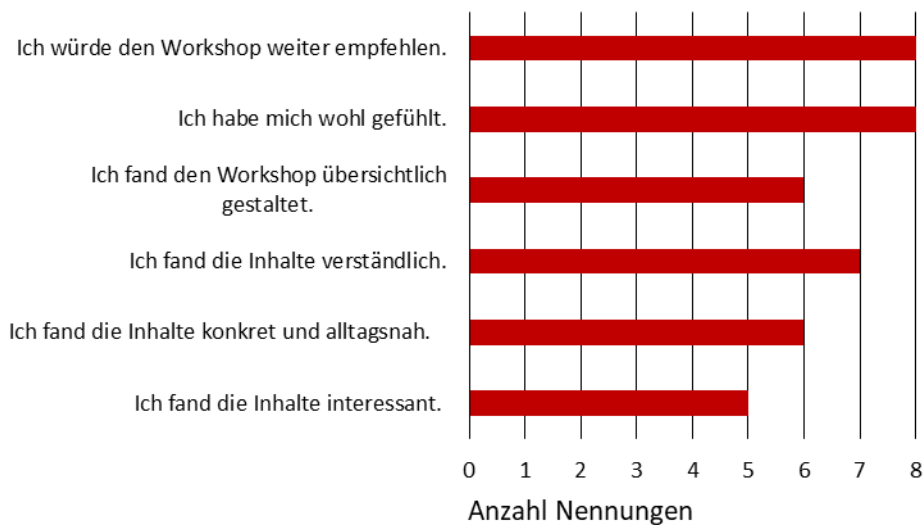 Ich würde den Workshop weiter empfehlen.
Ich habe mich wohl gefühlt.
Ich fand den Workshop übersichtlich
gestaltet.
Ich fand die Inhalte verständlich.
Ich fand die Inhalte konkret und alltagsnah.
Ich fand die Inhalte interessant.
0 1 2 3 4 5 6 7 8
Anzahl Nennungen